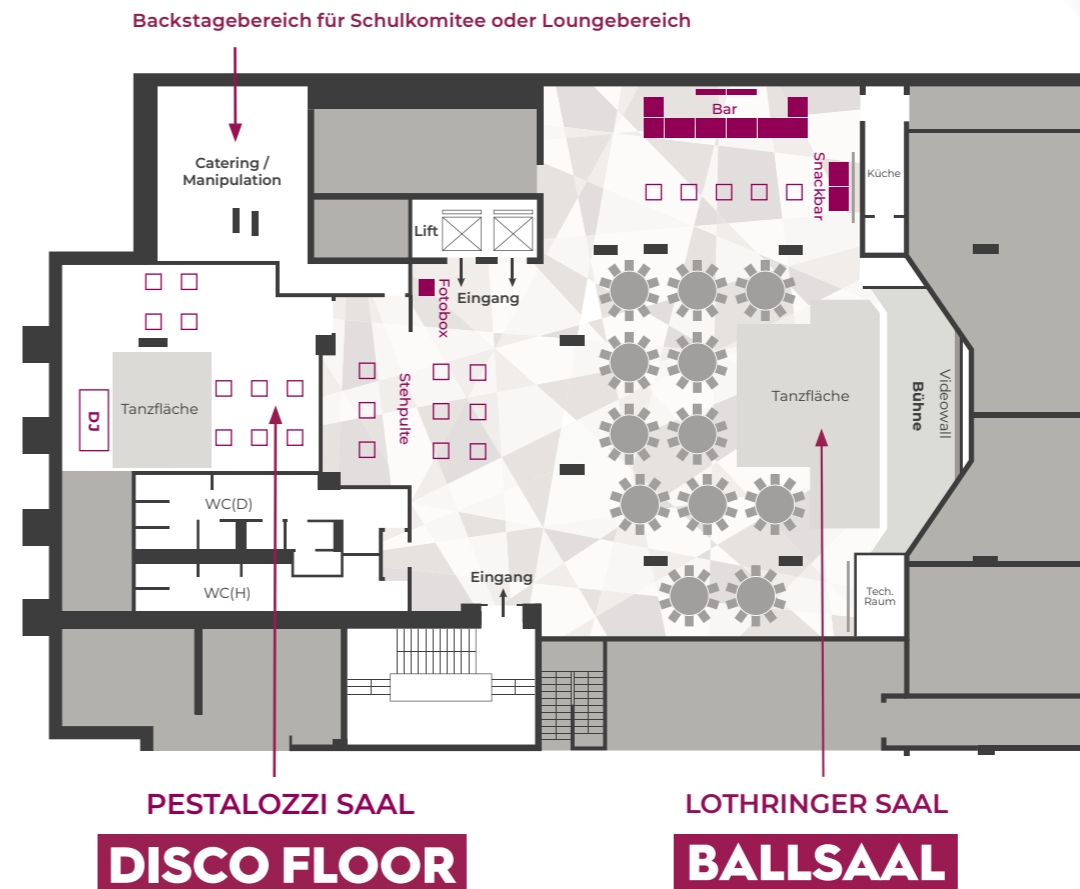 Backstagebereich für Schulkomitee oder Loungebereich
Bar
Catering /
Manipulation
Snackbar
Küche
Lift
Eingang
Fotobox
Stehpulte
DJ
Tanzfläche
Tanzfläche
Bühne
Videowall
WC(D)
WC(H)
Eingang
Tech.
Raum
PESTALOZZI SAAL
DISCO FLOOR
LOTHRINGER SAAL
BALLSAAL